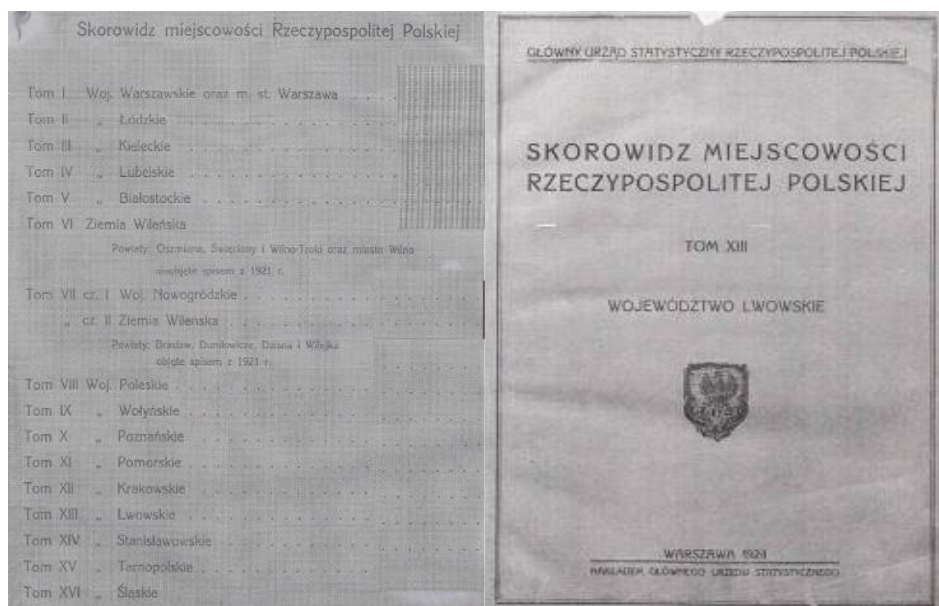 Skorowidz miejscowości Rzeczypospolitej Polskiej
Tom I Woj. Warszawskie oraz m. st. Warszawa
Tom II „ Łódzkie
Tom III „ Kieleckie
Tom IV „ Lubelskie
Tom V „ Białostockie
Tom VI Ziemia Wileńska
Powiaty: Oszmiana, Święciany i Wilno-Troki oraz miasto Wilno
nieobjęte spisem z 1921 r.
Tom VII cz. I Woj. Nowogródzkie
„ cz. II Ziemia Wileńska
Powiaty: Brasław, Duniłowicze, Dzisna i Wilejka
objęte spisem z 1921 r.
Tom VIII Woj. Poleskie
Tom IX „ Wołyńskie
Tom X „ Poznańskie
Tom XI „ Pomorskie
Tom XII „ Krakowskie
Tom XIII „ Lwowskie
Tom XIV „ Stanisławowskie
Tom XV „ Tarnopolskie
Tom XVI „ Śląskie
GŁÓWNY URZĄD STATYSTYCZNY RZECZYPOSPOLITEJ POLSKIEJ
SKOROWIDZ MIEJSCOWOŚCI
RZECZYPOSPOLITEJ POLSKIEJ
TOM XIII
WOJEWÓDZTWO LWOWSKIE
WARSZAWA 1924
NAKŁADEM GŁÓWNEGO URZĘDU STATYSTYCZNEGO